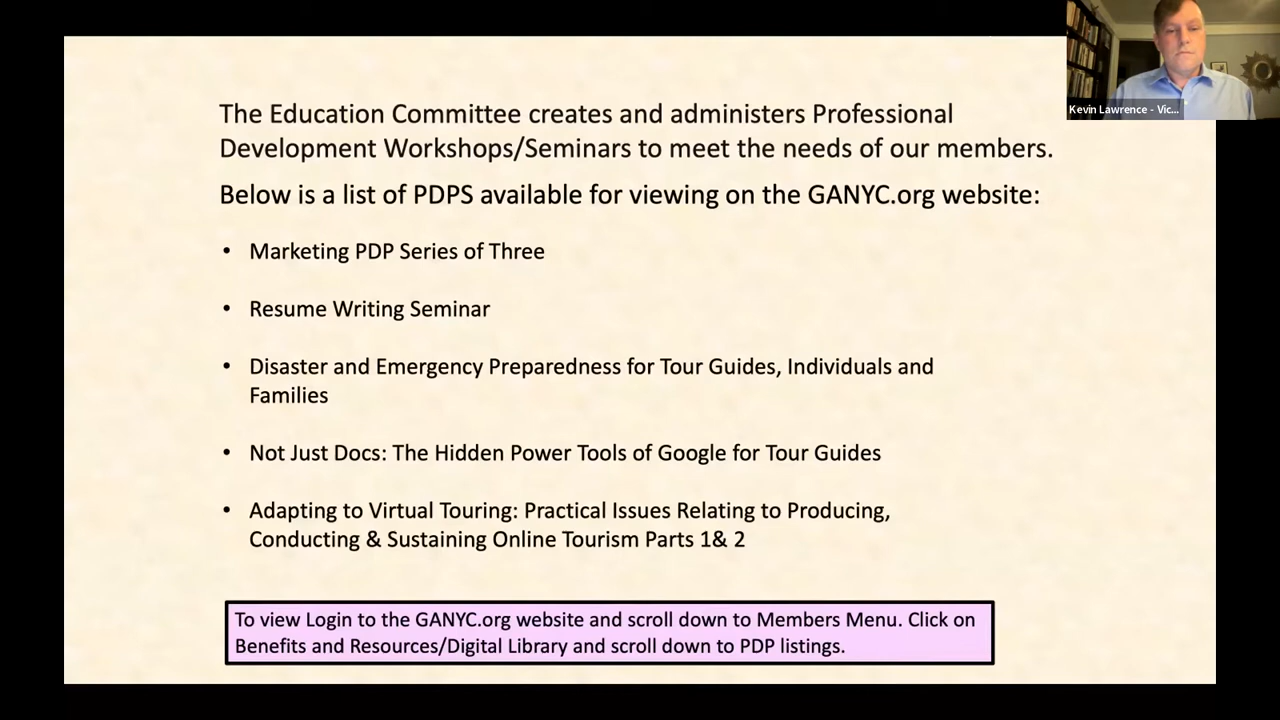 The Education Committee creates and administers Professional
Development Workshops/Seminars to meet the needs of our members.
Below is a list of PDPS available for viewing on the GANYC.org website:
• Marketing PDP Series of Three
• Resume Writing Seminar
• Disaster and Emergency Preparedness for Tour Guides, Individuals and
Families
• Not Just Docs: The Hidden Power Tools of Google for Tour Guides
• Adapting to Virtual Touring: Practical Issues Relating to Producing,
Conducting & Sustaining Online Tourism Parts 1& 2
To view Login to the GANYC.org website and scroll down to Members Menu. Click on
Benefits and Resources/Digital Library and scroll down to PDP listings.
Kevin Lawrence - Vic...